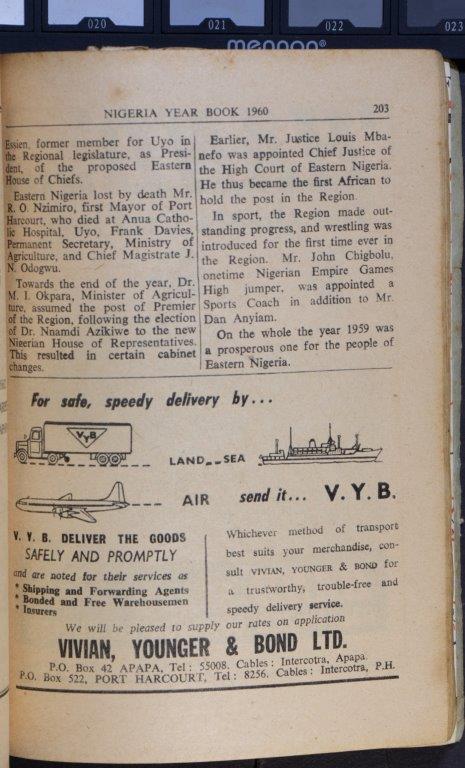 020
021
022
023
mennon®
NIGERIA YEAR BOOK 1960
203
Essien, former member for Uyo in
the Regional legislature, as Presi-
dent, of the proposed Eastern
House of Chiefs.
Eastern Nigeria lost by death Mr.
R. O. Nzimiro, first Mayor of Port
Harcourt, who died at Anua Catho-
lic Hospital, Uyo, Frank Davies,
Permanent Secretary, Ministry of
Agriculture, and Chief Magistrate J.
N. Odogwu.
Towards the end of the year, Dr.
M. I. Okpara, Minister of Agricul-
ture, assumed the post of Premier
of the Region, following the election
of Dr. Nnamdi Azikiwe to the new
Nigerian House of Representatives.
This resulted in certain cabinet
changes.
Earlier, Mr. Justice Louis Mba-
nefo was appointed Chief Justice of
the High Court of Eastern Nigeria.
He thus became the first African to
hold the post in the Region.
In sport, the Region made out-
standing progress, and wrestling was
introduced for the first time ever in
the Region. Mr. John Chigbolu,
onetime Nigerian Empire Games
High jumper, was appointed a
Sports Coach in addition to Mr.
Dan Anyiam.
On the whole the year 1959 was
a prosperous one for the people of
Eastern Nigeria.
For safe, speedy delivery by...
VYB
LAND__SEA
AIR
send it... V.Y.B.
V. Y. B. DELIVER THE GOODS
SAFELY AND PROMPTLY
and are noted for their services as
* Shipping and Forwarding Agents
* Bonded and Free Warehousemen
* Insurers
Whichever method of transport
best suits your merchandise, con-
sult VIVIAN, YOUNGER & BOND for
a trustworthy, trouble-free and
speedy delivery service.
We will be pleased to supply our rates on application
VIVIAN, YOUNGER & BOND LTD.
P.O. Box 42 APAPA, Tel: 55008. Cables: Intercotra, Apapa.
P.O. Box 522, PORT HARCOURT, Tel: 8256. Cables: Intercotra, P.H.